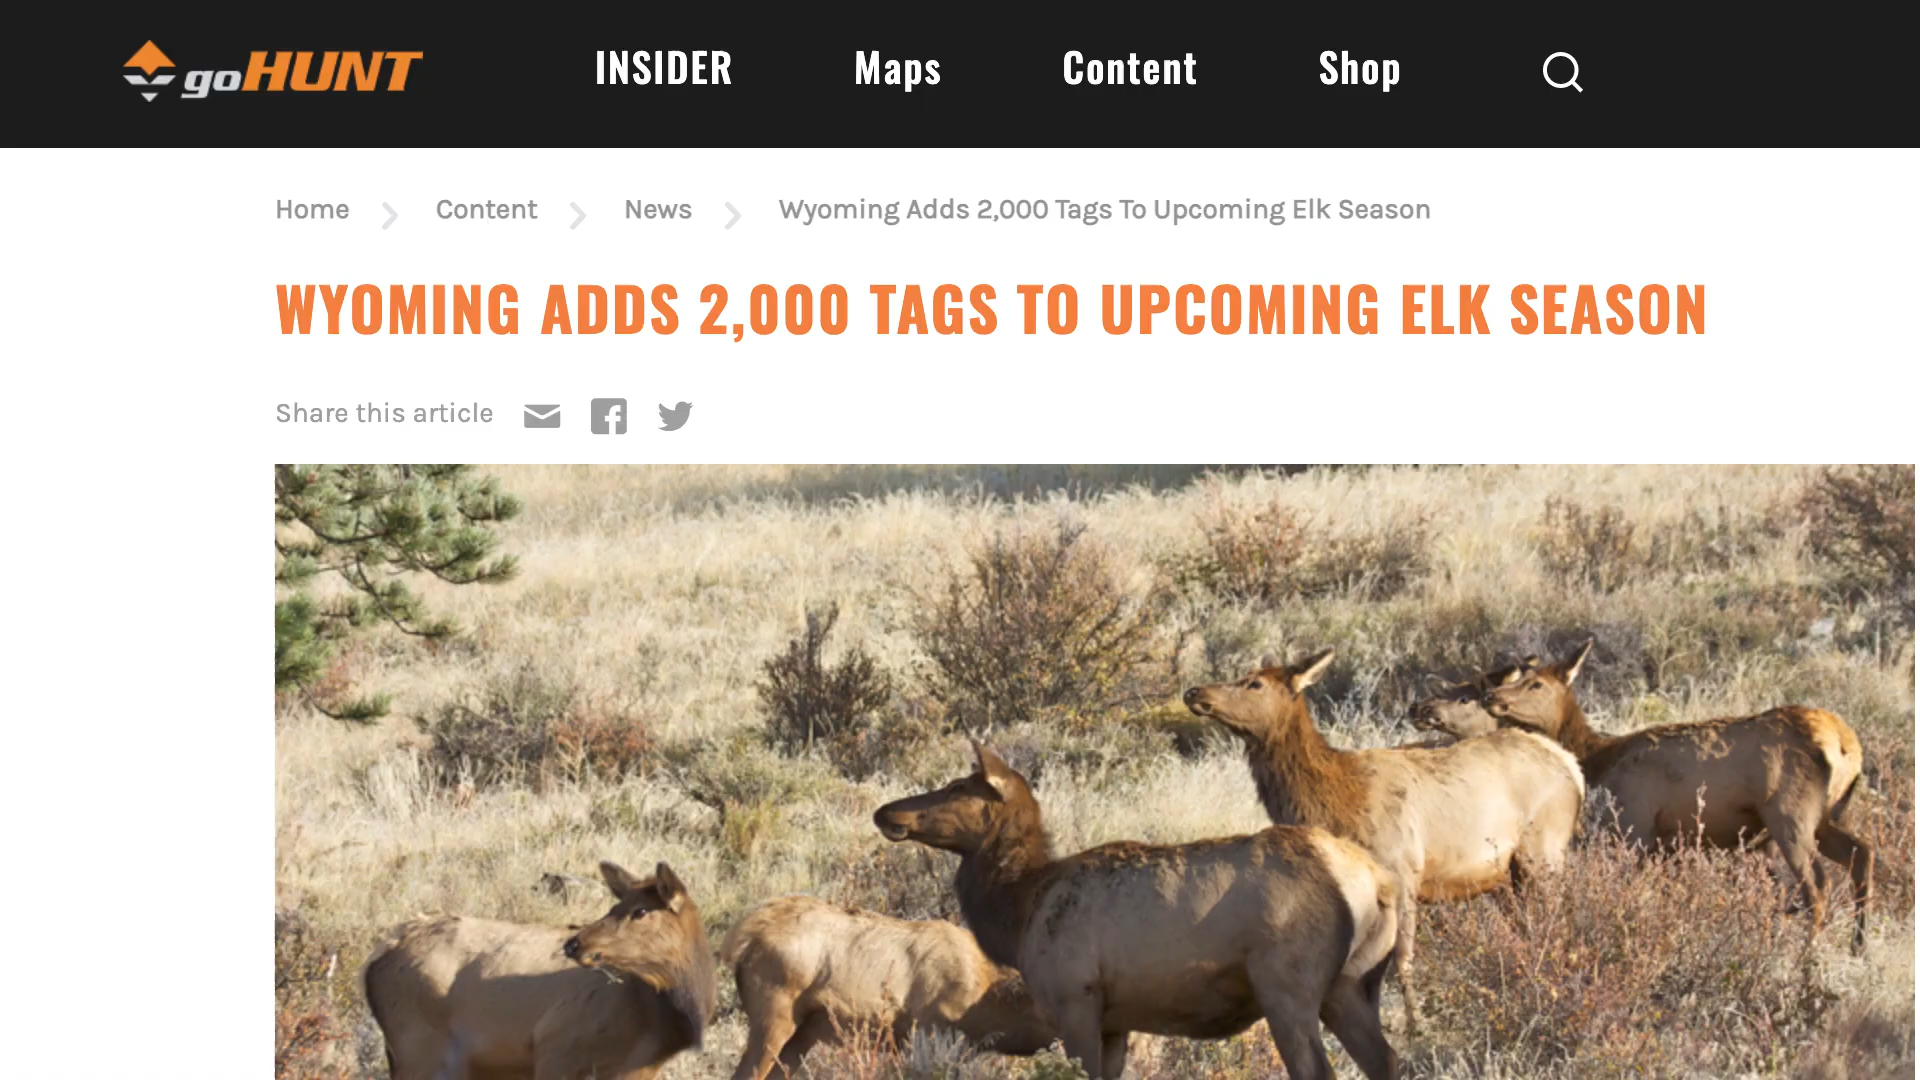 goHUNT INSIDER Maps Content Shop
Home Content News Wyoming Adds 2,000 Tags To Upcoming Elk Season
WYOMING ADDS 2,000 TAGS TO UPCOMING ELK SEASON
Share this article